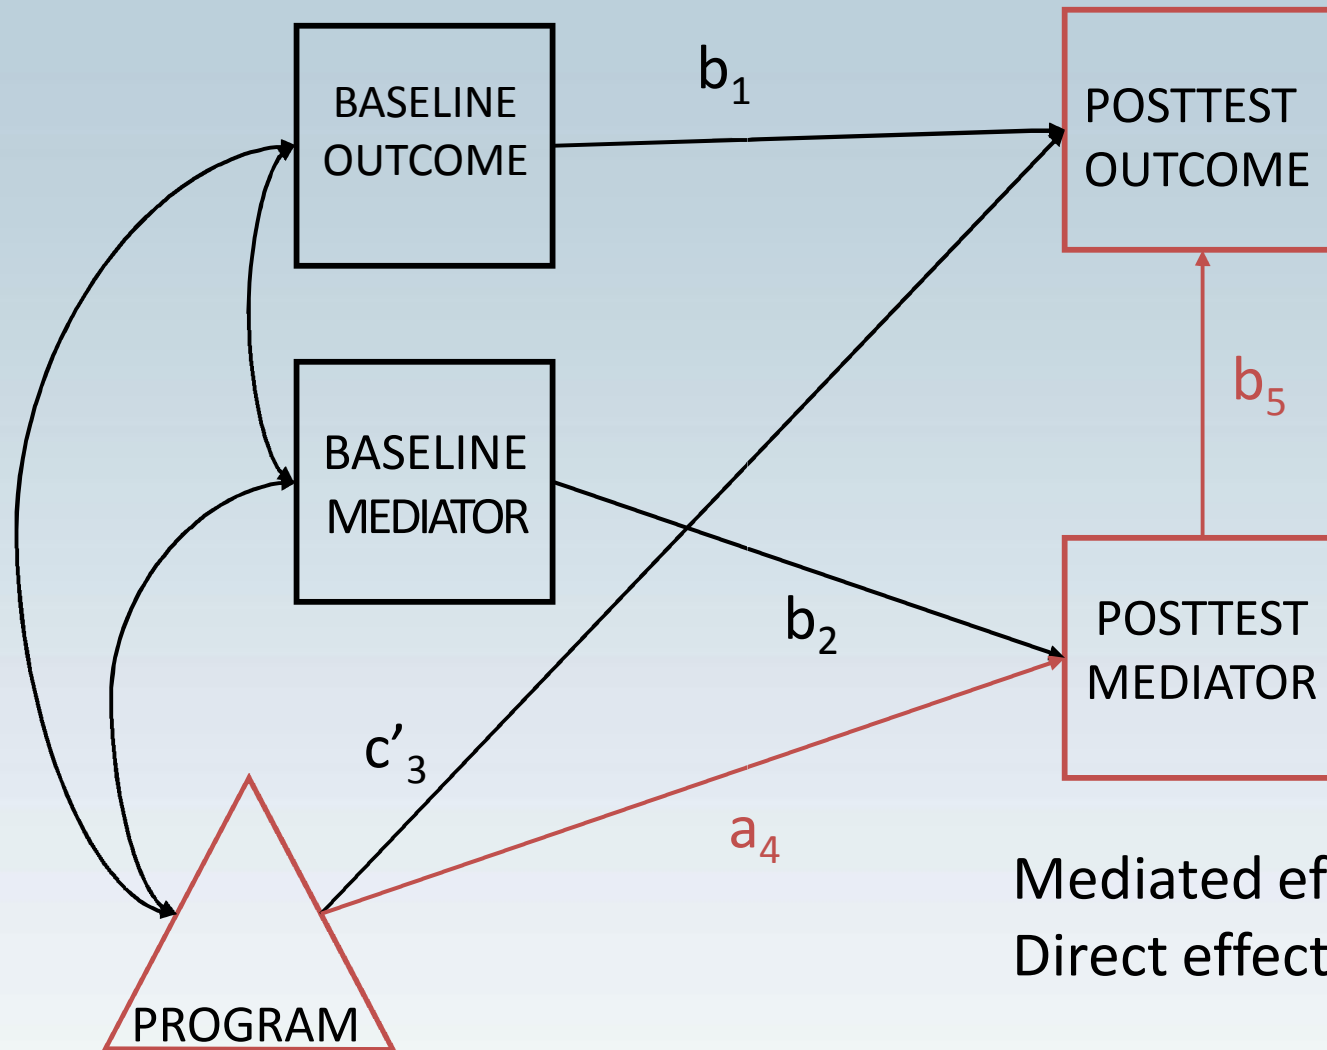 BASELINE
OUTCOME
b₁
POSTTEST
OUTCOME
BASELINE
MEDIATOR
b₅
b₂
POSTTEST
MEDIATOR
c’₃
a₄
Mediated ef
Direct effect
PROGRAM